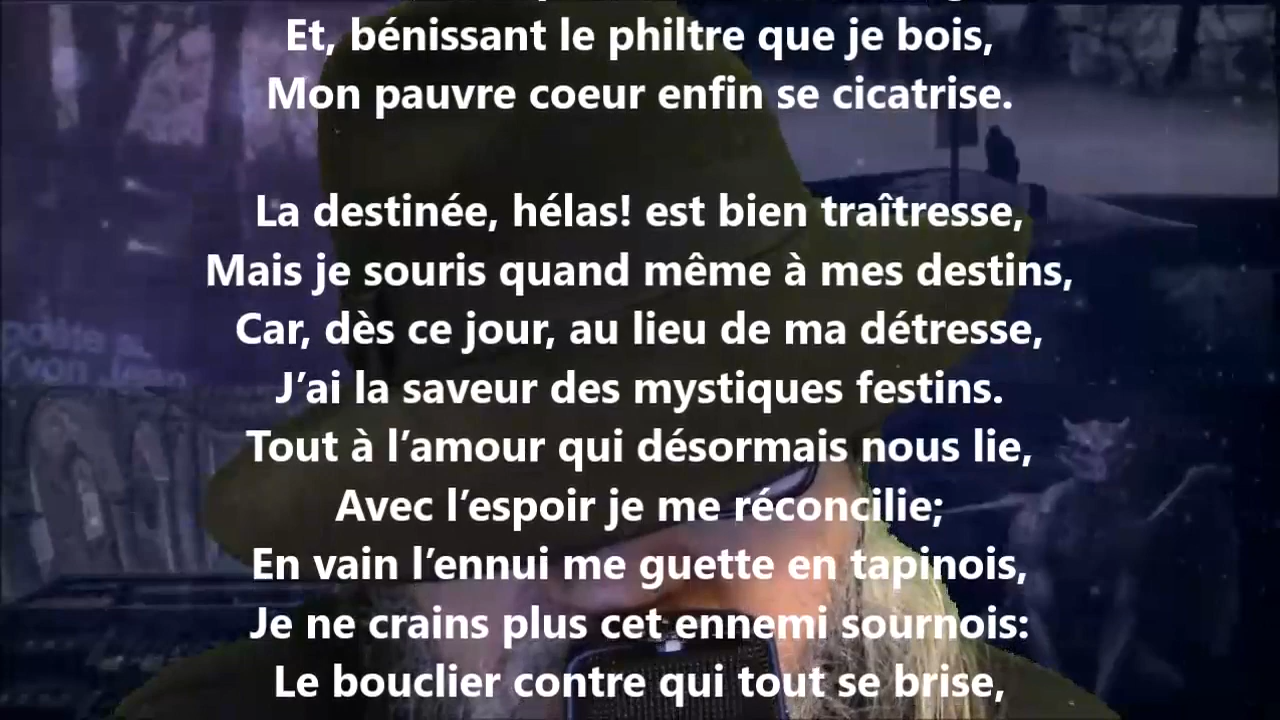 Et, bénissant le philtre que je bois,
Mon pauvre coeur enfin se cicatrise.
La destinée, hélas! est bien traîtresse,
Mais je souris quand même à mes destins,
Car, dès ce jour, au lieu de ma détresse,
J’ai la saveur des mystiques festins.
Tout à l’amour qui désormais nous lie,
Avec l’espoir je me réconcilie;
En vain l’ennui me guette en tapinois,
Je ne crains plus cet ennemi sournois:
Le bouclier contre qui tout se brise,